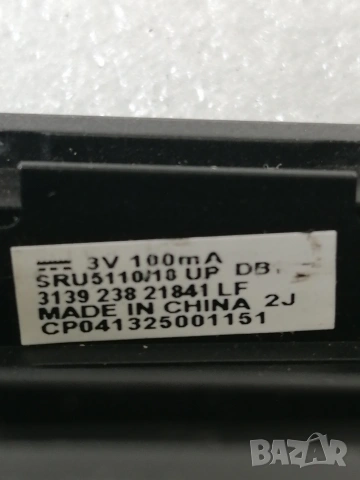 3V 100mA
SRU5110/10 UP DB
3139 238 21841 LF
MADE IN CHINA 2J
CP041325001151
BAZAR